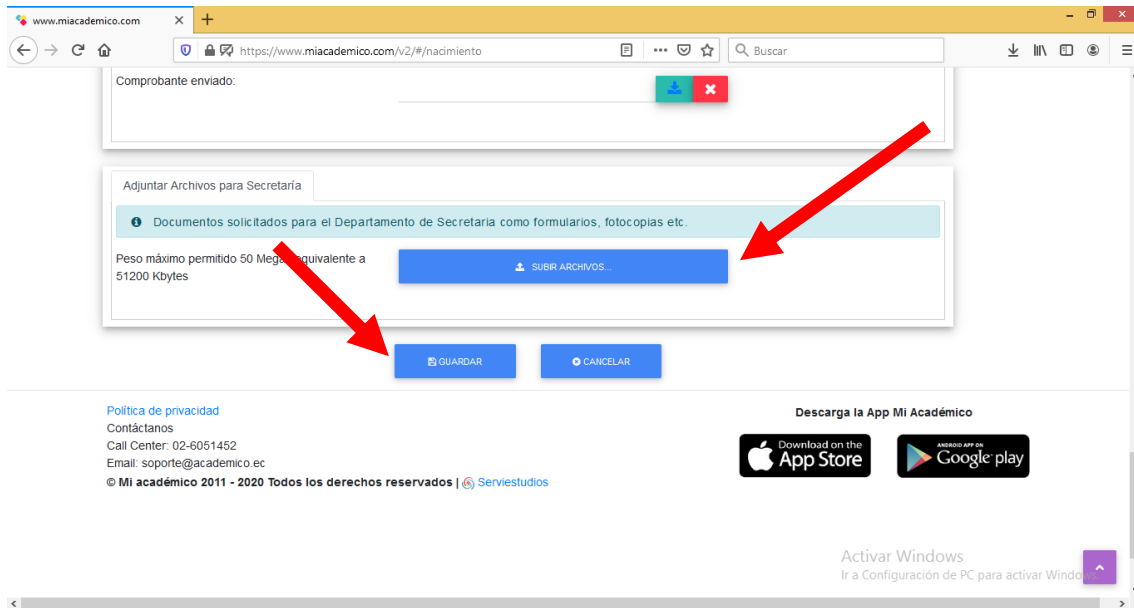 www.miacademico.com
https://www.miacademico.com/v2/#/nacimiento
Buscar
Comprobante enviado:
Adjuntar Archivos para Secretaría
Documentos solicitados para el Departamento de Secretaria como formularios, fotocopias etc.
Peso máximo permitido 50 Mega equivalente a
51200 Kbytes
SUBIR ARCHIVOS...
GUARDAR
CANCELAR
Política de privacidad
Contáctanos
Call Center: 02-6051452
Email: soporte@academico.ec
© Mi académico 2011 - 2020 Todos los derechos reservados | Serviestudios
Descarga la App Mi Académico
Download on the
App Store
ANDROID APP ON
Google play
Activar Windows
Ir a Configuración de PC para activar Windows.